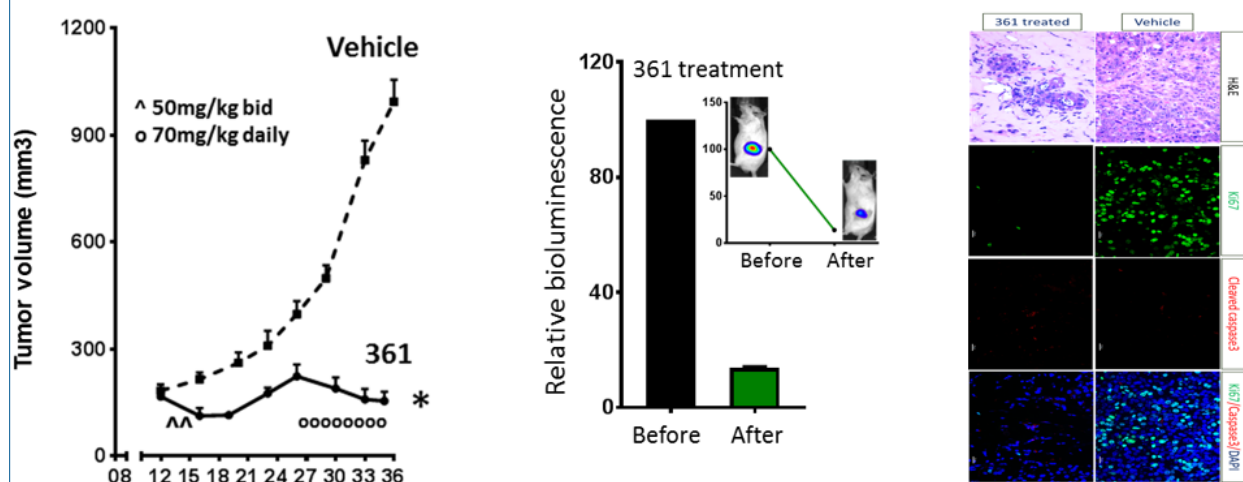 1200
900
600
300
0
Tumor volume (mm3)
Vehicle
^ 50mg/kg bid
o 70mg/kg daily
361
*
^^
oooooooo
08 12 15 18 21 24 27 30 33 36
120
80
40
0
Relative bioluminescence
361 treatment
150
100
50
0
Before After
Before After
361 treated Vehicle
H&E
Ki67
Cleaved caspase3
Ki67/Caspase3/DAPI